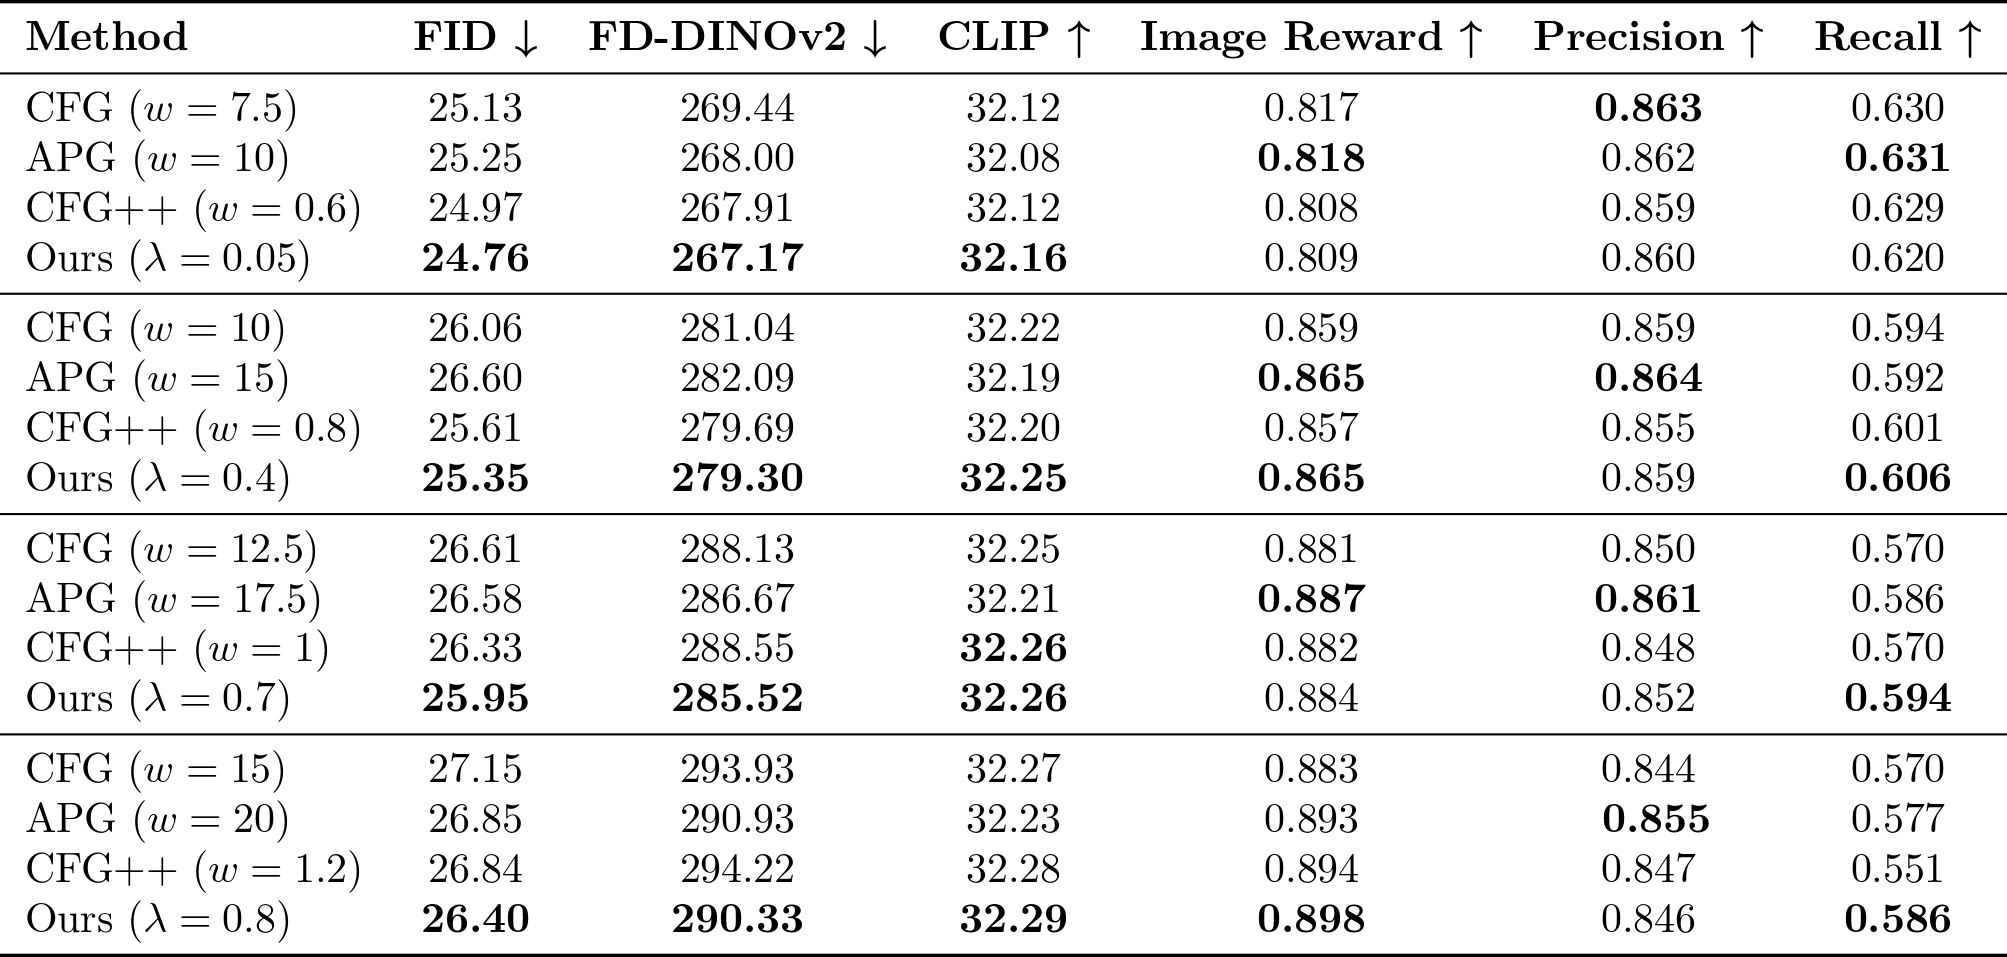 Method FID ↓ FD-DINOv2 ↓ CLIP ↑ Image Reward ↑ Precision ↑ Recall ↑
CFG (w = 7.5) 25.13 269.44 32.12 0.817 0.863 0.630
APG (w = 10) 25.25 268.00 32.08 0.818 0.862 0.631
CFG++ (w = 0.6) 24.97 267.91 32.12 0.808 0.859 0.629
Ours (λ = 0.05) 24.76 267.17 32.16 0.809 0.860 0.620
CFG (w = 10) 26.06 281.04 32.22 0.859 0.859 0.594
APG (w = 15) 26.60 282.09 32.19 0.865 0.864 0.592
CFG++ (w = 0.8) 25.61 279.69 32.20 0.857 0.855 0.601
Ours (λ = 0.4) 25.35 279.30 32.25 0.865 0.859 0.606
CFG (w = 12.5) 26.61 288.13 32.25 0.881 0.850 0.570
APG (w = 17.5) 26.58 286.67 32.21 0.887 0.861 0.586
CFG++ (w = 1) 26.33 288.55 32.26 0.882 0.848 0.570
Ours (λ = 0.7) 25.95 285.52 32.26 0.884 0.852 0.594
CFG (w = 15) 27.15 293.93 32.27 0.883 0.844 0.570
APG (w = 20) 26.85 290.93 32.23 0.893 0.855 0.577
CFG++ (w = 1.2) 26.84 294.22 32.28 0.894 0.847 0.551
Ours (λ = 0.8) 26.40 290.33 32.29 0.898 0.846 0.586